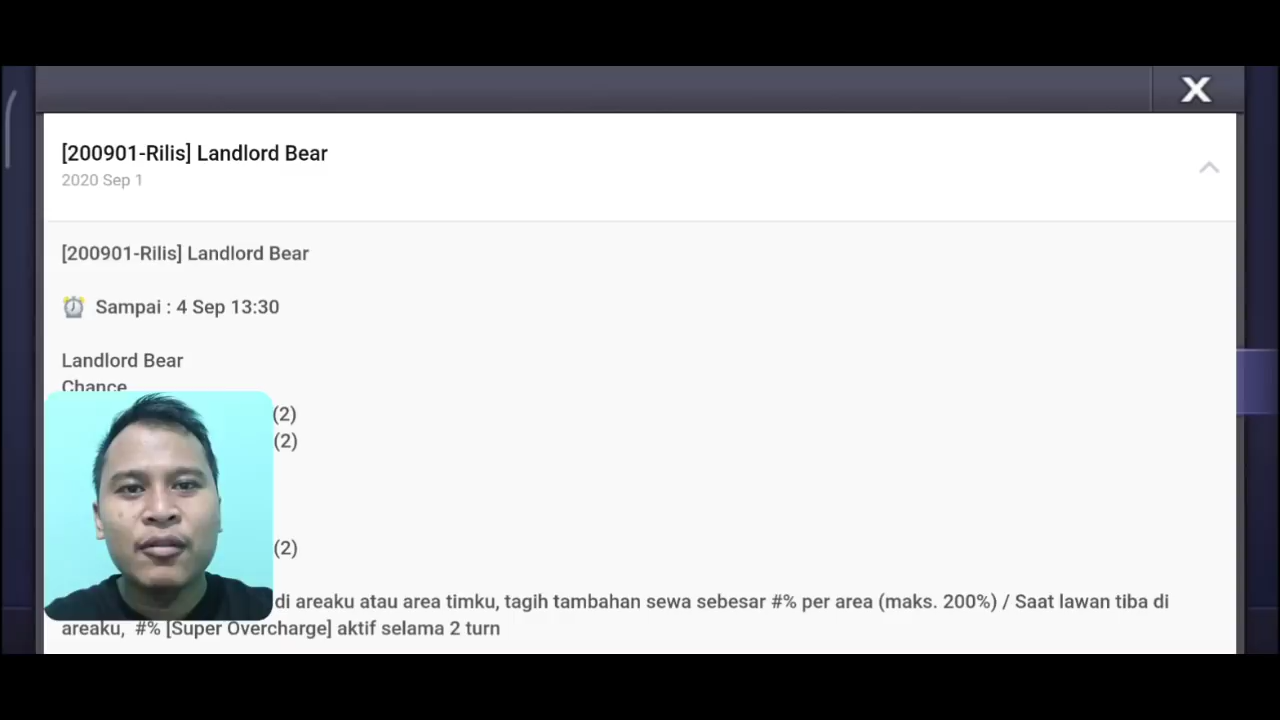 X
[200901-Rilis] Landlord Bear
2020 Sep 1
[200901-Rilis] Landlord Bear
Sampai : 4 Sep 13:30
Landlord Bear
Chance
(2)
(2)
(2)
di areaku atau area timku, tagih tambahan sewa sebesar #% per area (maks. 200%) / Saat lawan tiba di
areaku, #% [Super Overcharge] aktif selama 2 turn